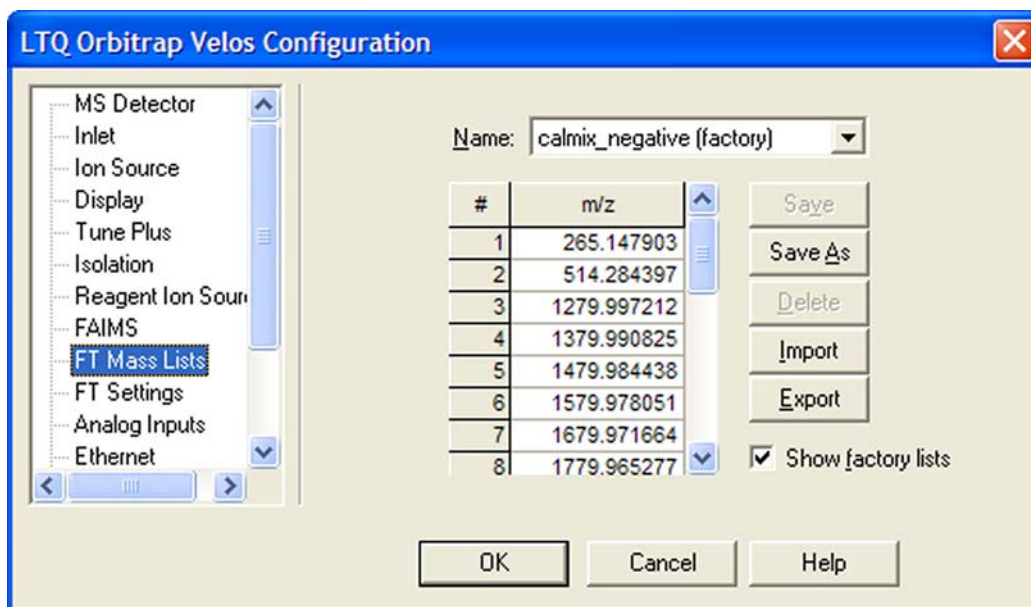 LTQ Orbitrap Velos Configuration
MS Detector
Inlet
Ion Source
Display
Tune Plus
Isolation
Reagent Ion Sour
FAIMS
FT Mass Lists
FT Settings
Analog Inputs
Ethernet
Name: calmix_negative (factory)
# m/z
1 265.147903
2 514.284397
3 1279.997212
4 1379.990825
5 1479.984438
6 1579.978051
7 1679.971664
8 1779.965277
Save
Save As
Delete
Import
Export
Show factory lists
OK Cancel Help